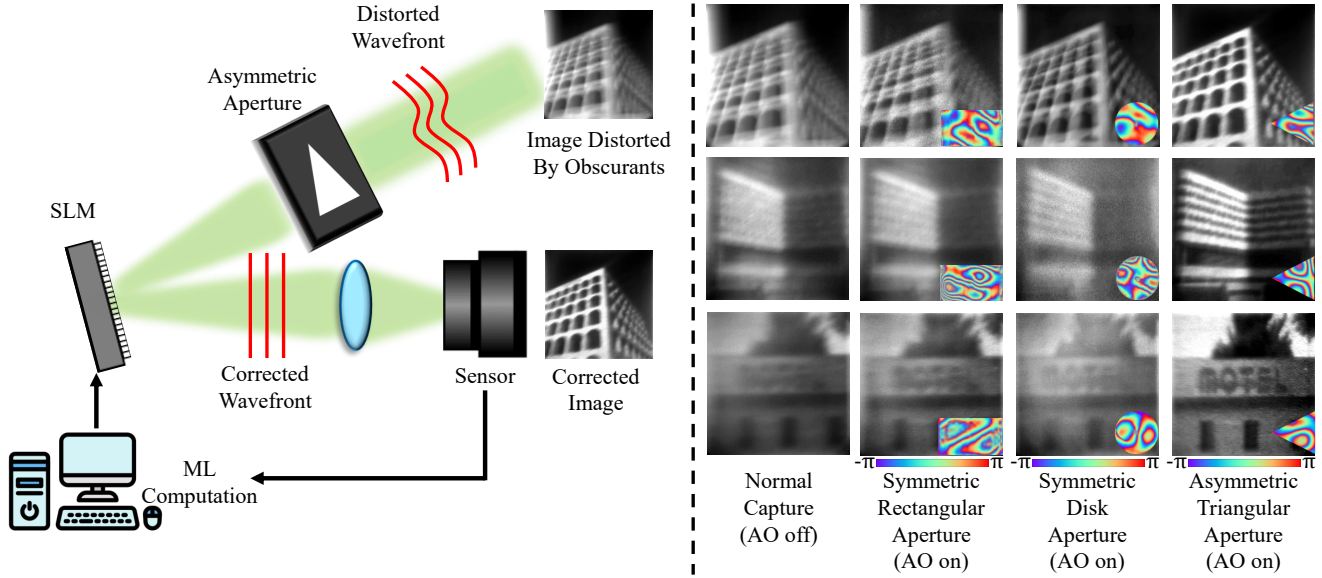 Distorted
Wavefront
Asymmetric
Aperture
Image Distorted
By Obscurants
SLM
Corrected
Wavefront
Sensor
Corrected
Image
ML
Computation
HOTEL
-π π
-π π
-π π
Normal
Capture
(AO off)
Symmetric
Rectangular
Aperture
(AO on)
Symmetric
Disk
Aperture
(AO on)
Asymmetric
Triangular
Aperture
(AO on)